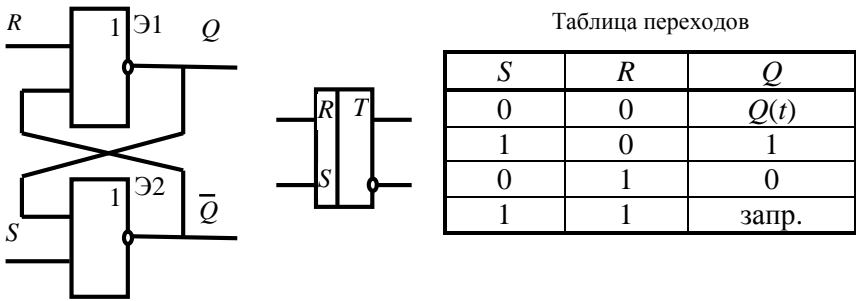 R 1 Э1 Q
S 1 Э2 Q̅
R T
S
Таблица переходов
S R Q
0 0 Q(t)
1 0 1
0 1 0
1 1 запр.